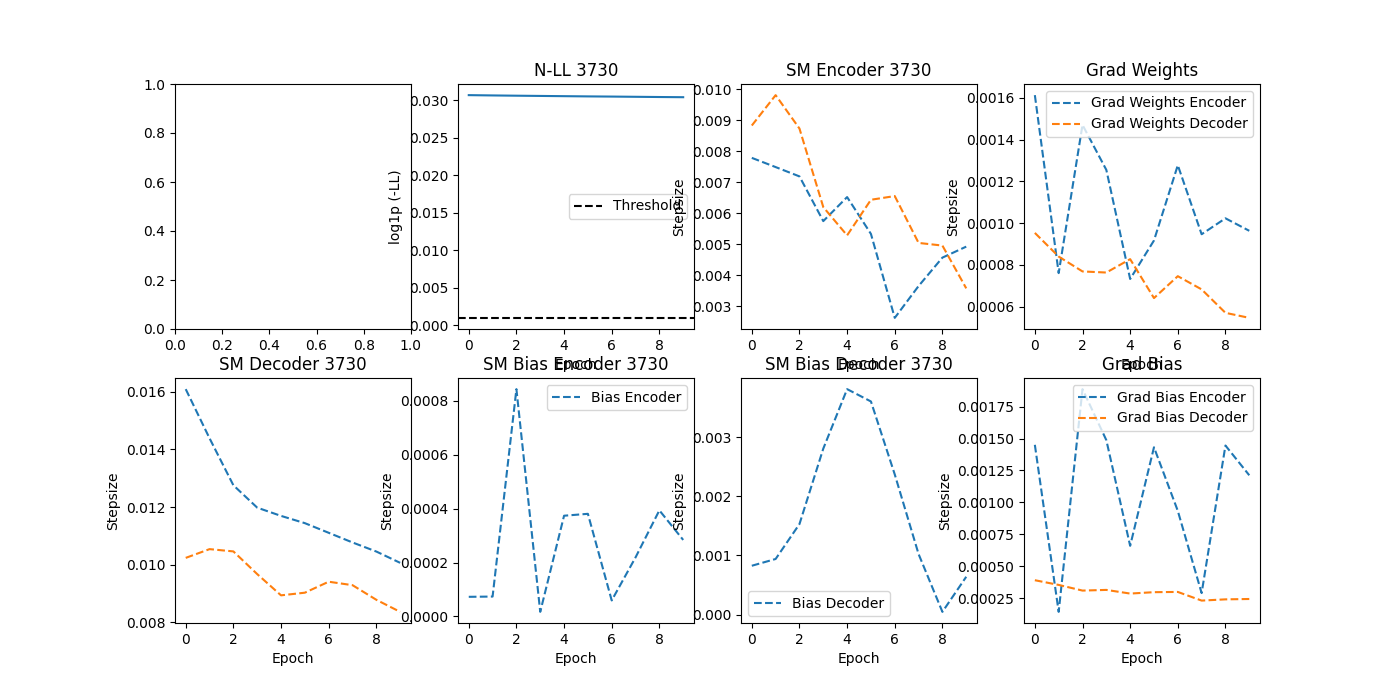 N-LL 3730
SM Encoder 3730
Grad Weights
1.0
0.8
0.6
0.4
0.2
0.0
0.0 0.2 0.4 0.6 0.8 1.0
log1p (-LL)
0.030
0.025
0.020
0.015
0.010
0.005
0.000
Threshold
0 2 4 6 8
Epoch
Stepsize
0.010
0.009
0.008
0.007
0.006
0.005
0.004
0.003
0 2 4 6 8
Epoch
Stepsize
0.0016
0.0014
0.0012
0.0010
0.0008
0.0006
Grad Weights Encoder
Grad Weights Decoder
0 2 4 6 8
Epoch
SM Decoder 3730
SM Bias Encoder 3730
SM Bias Decoder 3730
Grad Bias
Stepsize
0.016
0.014
0.012
0.010
0.008
0 2 4 6 8
Epoch
Stepsize
0.0008
0.0006
0.0004
0.0002
0.0000
Bias Encoder
0 2 4 6 8
Epoch
Stepsize
0.003
0.002
0.001
0.000
Bias Decoder
0 2 4 6 8
Epoch
Stepsize
0.00175
0.00150
0.00125
0.00100
0.00075
0.00050
0.00025
Grad Bias Encoder
Grad Bias Decoder
0 2 4 6 8
Epoch